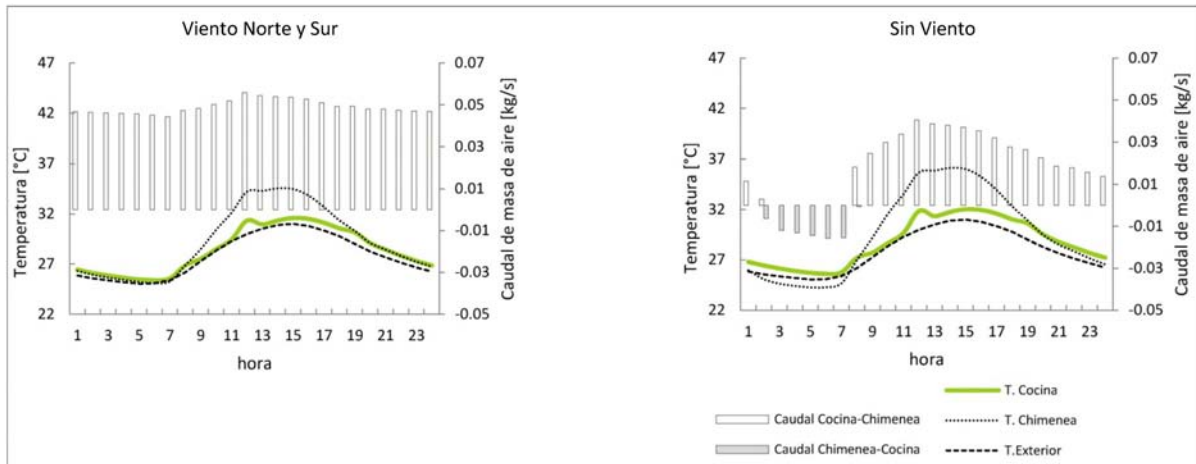 Viento Norte y Sur
Temperatura [°C]
47
42
37
32
27
22
1 3 5 7 9 11 13 15 17 19 21 23
hora
0.07
0.05
0.03
0.01
-0.01
-0.03
-0.05
Caudal de masa de aire [kg/s]
Sin Viento
Temperatura [°C]
47
42
37
32
27
22
1 3 5 7 9 11 13 15 17 19 21 23
hora
0.07
0.05
0.03
0.01
-0.01
-0.03
-0.05
Caudal de masa de aire [kg/s]
T. Cocina
Caudal Cocina-Chimenea
T. Chimenea
Caudal Chimenea-Cocina
T.Exterior